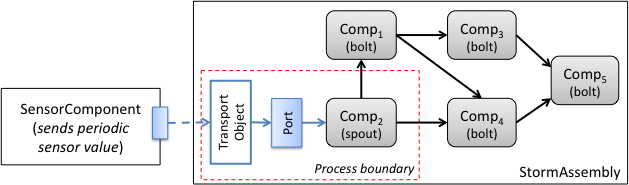 SensorComponent
(sends periodic
sensor value)
Transport
Object
Port
Comp1
(bolt)
Comp2
(spout)
Comp3
(bolt)
Comp4
(bolt)
Comp5
(bolt)
Process boundary
StormAssembly